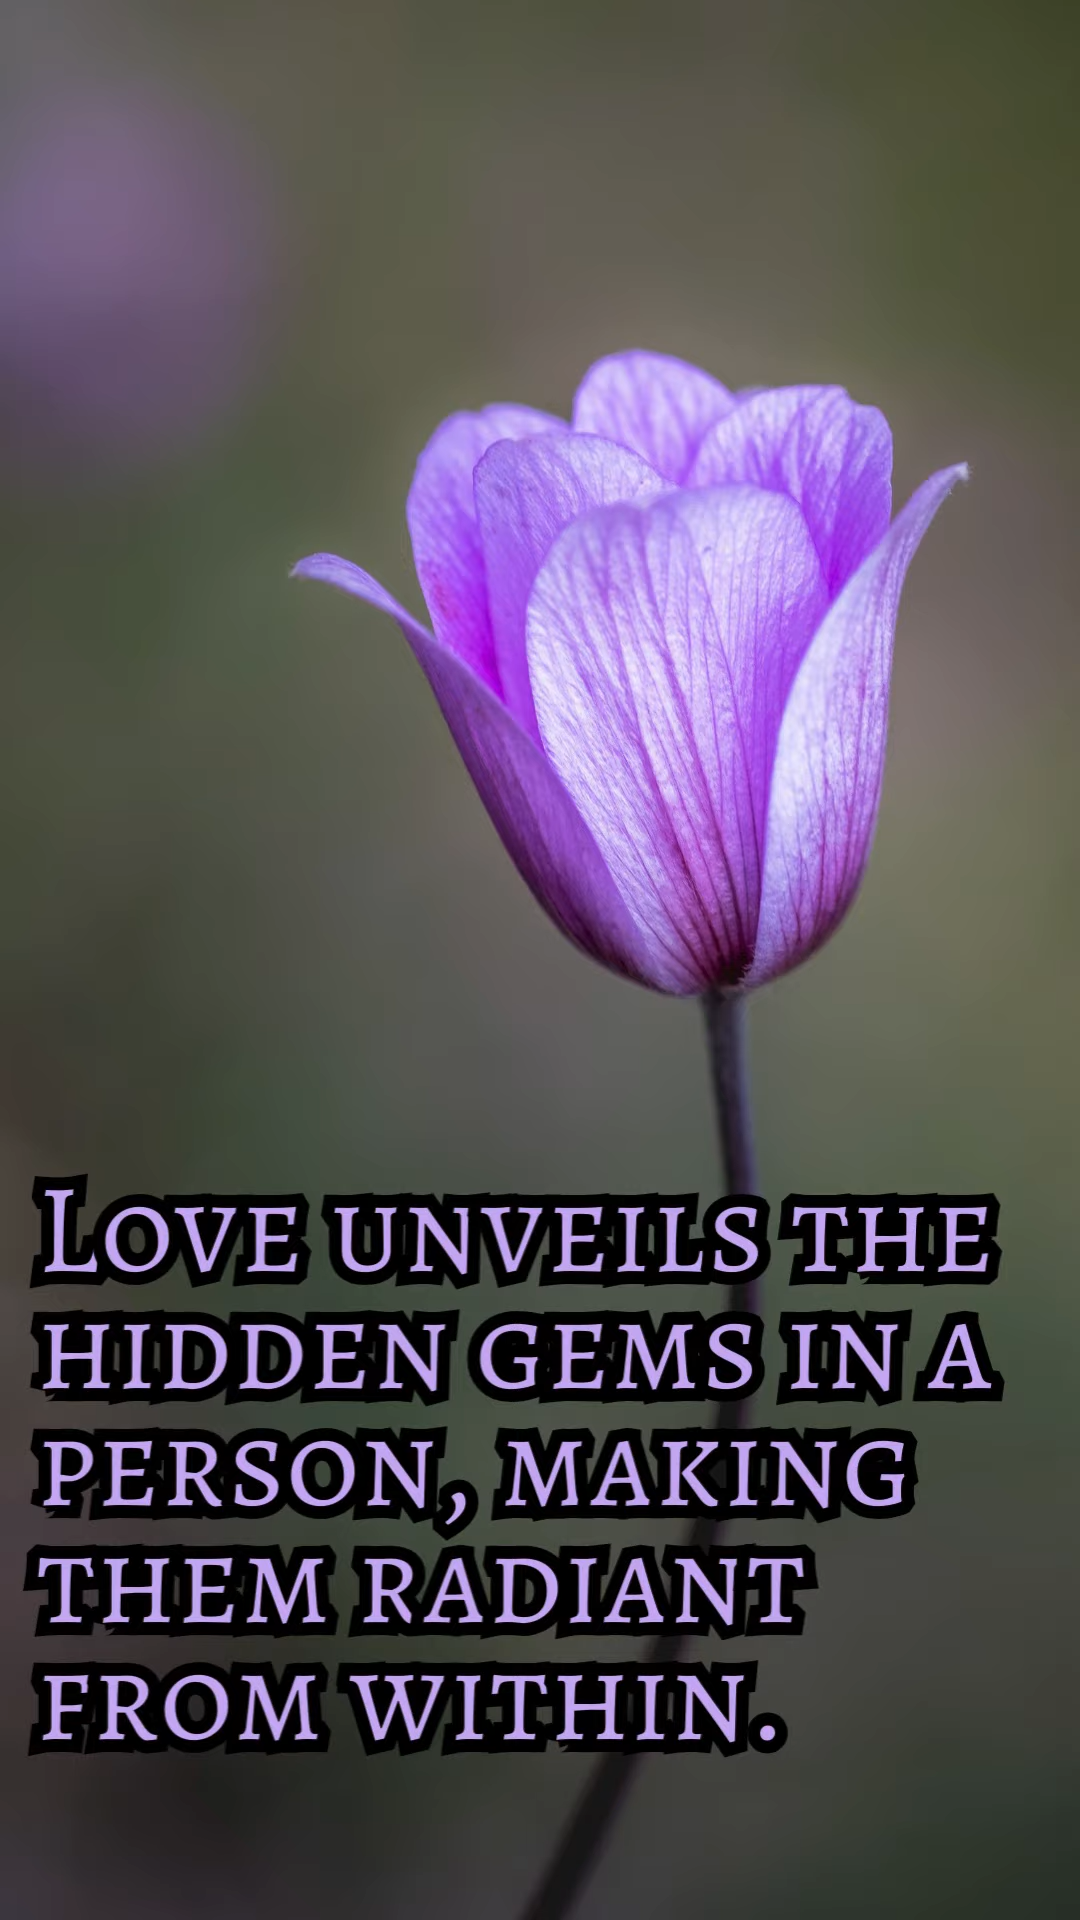 Love unveils the
hidden gems in a
person, making
them radiant
from within.